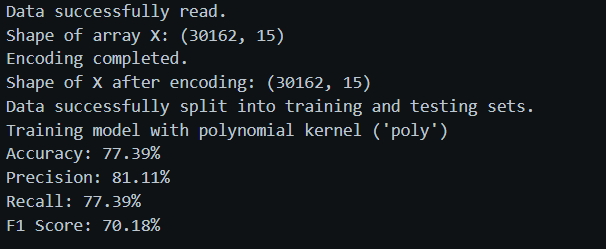 Data successfully read.
Shape of array X: (30162, 15)
Encoding completed.
Shape of X after encoding: (30162, 15)
Data successfully split into training and testing sets.
Training model with polynomial kernel ('poly')
Accuracy: 77.39%
Precision: 81.11%
Recall: 77.39%
F1 Score: 70.18%